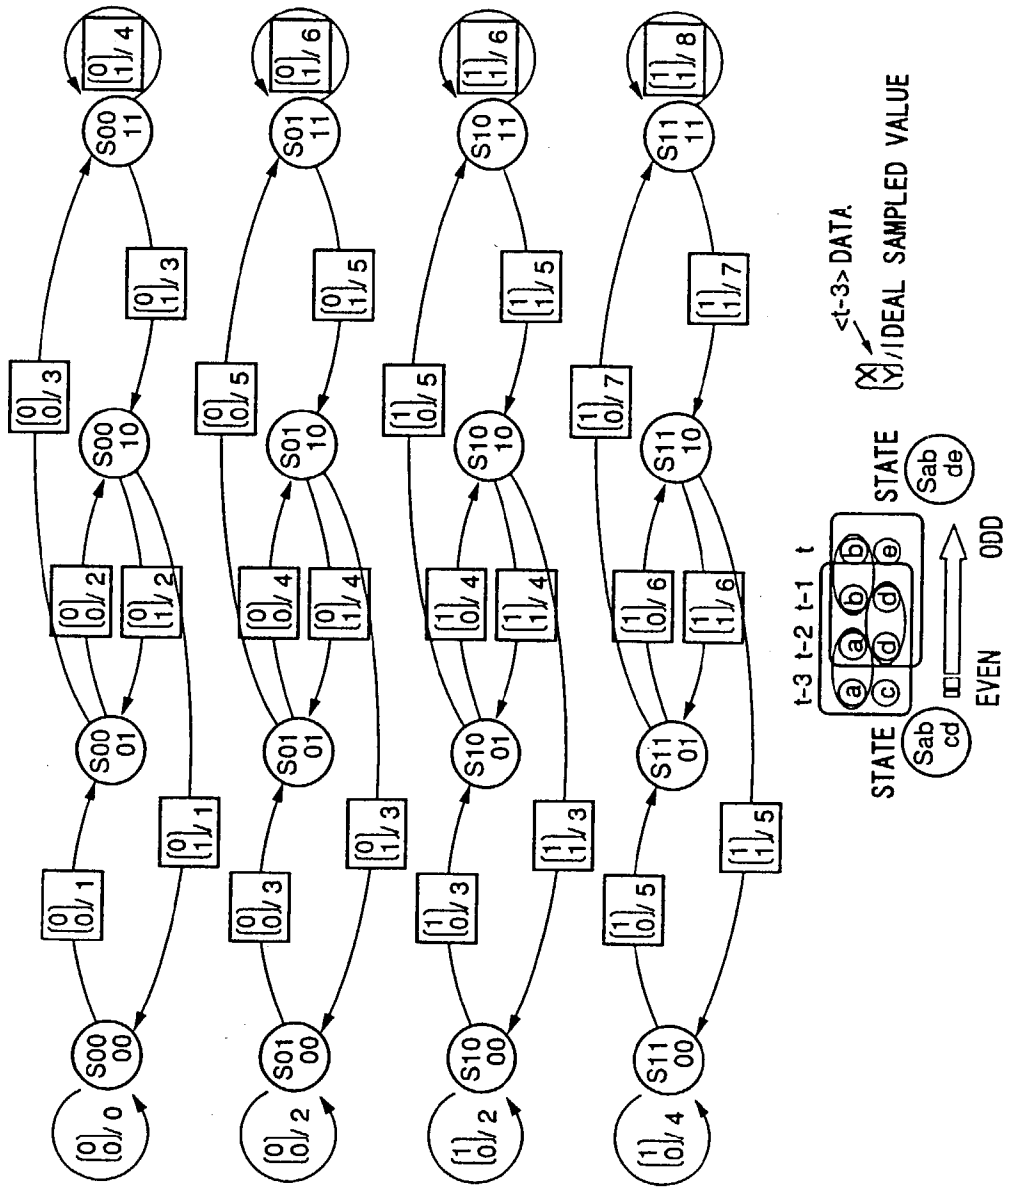 (0 0)/3
(0 0)/1
(0 0)/2
(0 0)/0
S00
00
S00
01
S00
10
S00
11
(0 1)/4
(0 1)/2
(0 1)/3
(0 1)/1
(0 0)/5
(0 0)/3
(0 0)/4
(0 0)/2
S01
00
S01
01
S01
10
S01
11
(0 1)/6
(0 1)/4
(0 1)/5
(0 1)/3
(1 0)/5
(1 0)/3
(1 0)/4
(1 0)/2
S10
00
S10
01
S10
10
S10
11
(1 1)/6
(1 1)/4
(1 1)/5
(1 1)/3
(1 0)/7
(1 0)/5
(1 0)/6
(1 0)/4
S11
00
S11
01
S11
10
S11
11
(1 1)/8
(1 1)/6
(1 1)/7
(1 1)/5
t-3 t-2 t-1 t
STATE
Sab
cd
a a b b
c d d e
STATE
Sab
de
EVEN
ODD
<t-3> DATA
(X Y)/IDEAL SAMPLED VALUE